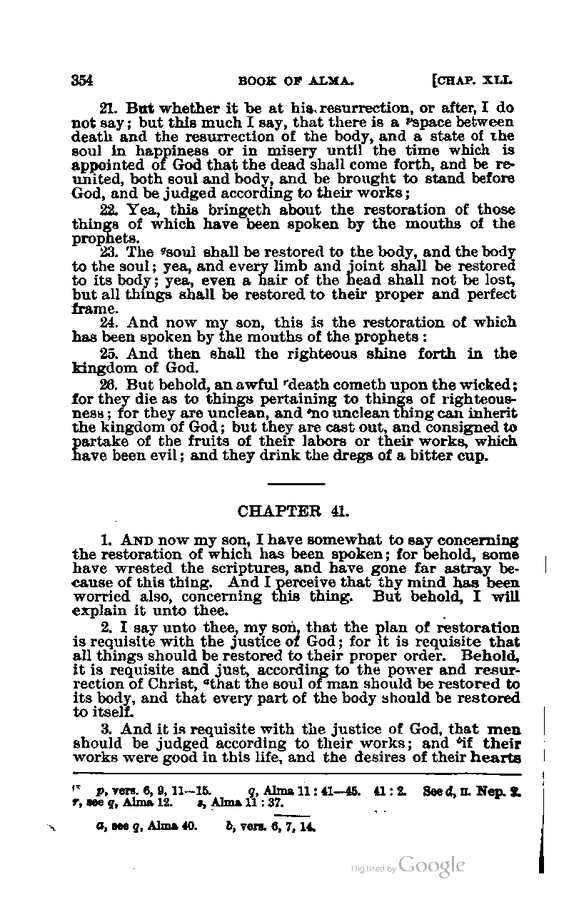 354 BOOK OF ALMA. [CHAP. XLI.
21. But whether it be at his resurrection, or after, I do
not say; but this much I say, that there is a ᵖspace between
death and the resurrection of the body, and a state of the
soul in happiness or in misery until the time which is
appointed of God that the dead shall come forth, and be re-
united, both soul and body, and be brought to stand before
God, and be judged according to their works;
22. Yea, this bringeth about the restoration of those
things of which have been spoken by the mouths of the
prophets.
23. The qsoul shall be restored to the body, and the body
to the soul; yea, and every limb and joint shall be restored
to its body; yea, even a hair of the head shall not be lost,
but all things shall be restored to their proper and perfect
frame.
24. And now my son, this is the restoration of which
has been spoken by the mouths of the prophets:
25. And then shall the righteous shine forth in the
kingdom of God.
26. But behold, an awful ʳdeath cometh upon the wicked;
for they die as to things pertaining to things of righteous-
ness; for they are unclean, and ˢno unclean thing can inherit
the kingdom of God; but they are cast out, and consigned to
partake of the fruits of their labors or their works, which
have been evil; and they drink the dregs of a bitter cup.
CHAPTER 41.
1. AND now my son, I have somewhat to say concerning
the restoration of which has been spoken; for behold, some
have wrested the scriptures, and have gone far astray be-
cause of this thing. And I perceive that thy mind has been
worried also, concerning this thing. But behold, I will
explain it unto thee.
2. I say unto thee, my son, that the plan of restoration
is requisite with the justice of God; for it is requisite that
all things should be restored to their proper order. Behold,
it is requisite and just, according to the power and resur-
rection of Christ, ᵃthat the soul of man should be restored to
its body, and that every part of the body should be restored
to itself.
3. And it is requisite with the justice of God, that men
should be judged according to their works; and ᵇif their
works were good in this life, and the desires of their hearts
p, vers. 6, 9, 11—15. q, Alma 11 : 41—45. 41 : 2. See d, II. Nep. 2.
r, see q, Alma 12. s, Alma 11 : 37.
a, see q, Alma 40. b, vers. 6, 7, 14.
Digitized by Google